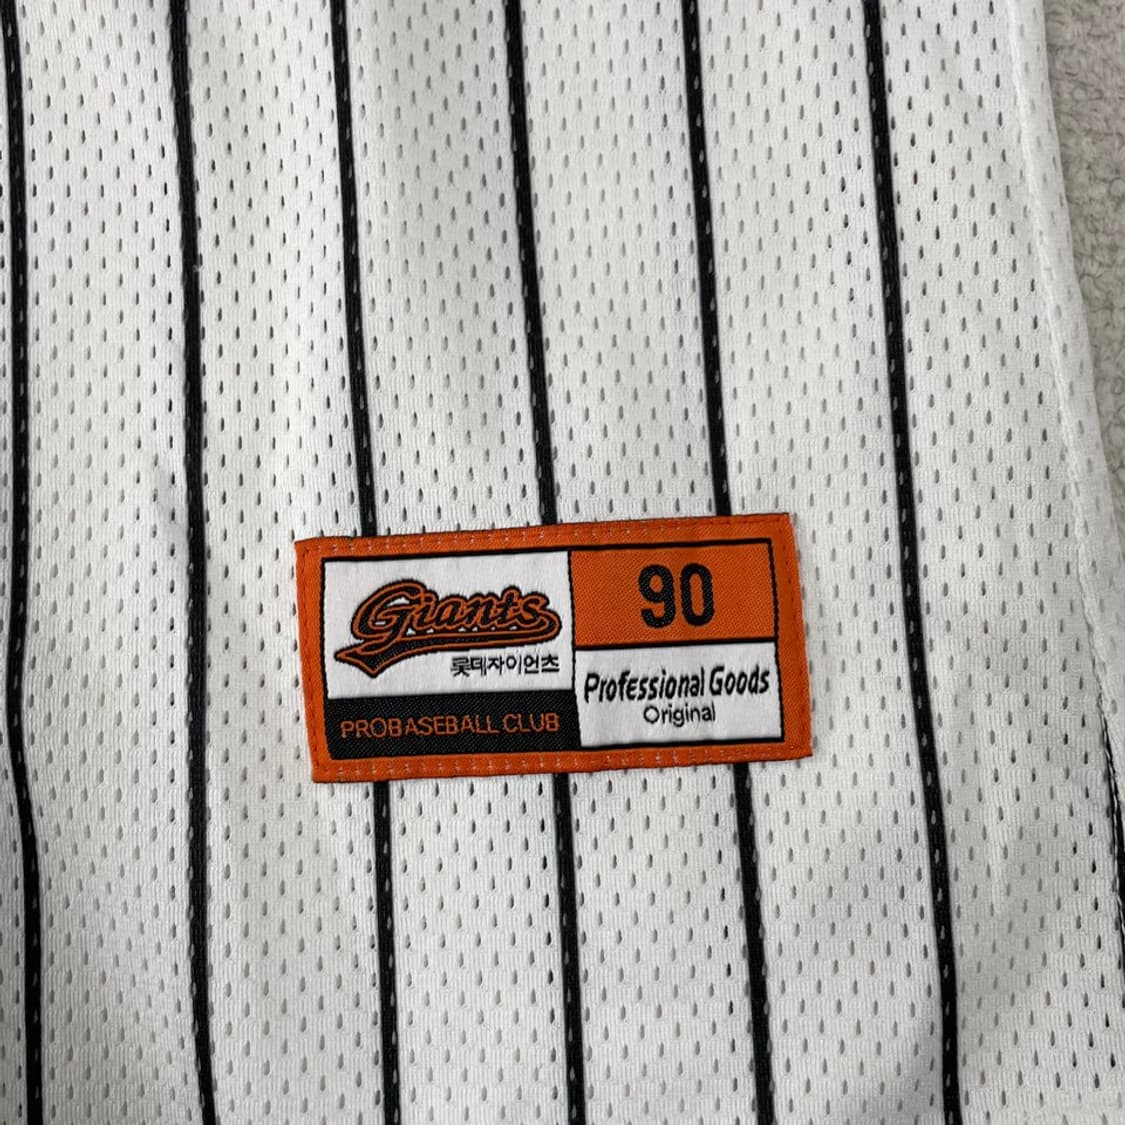 Giants
롯데자이언츠
PROBASEBALL CLUB
90
Professional Goods
Original